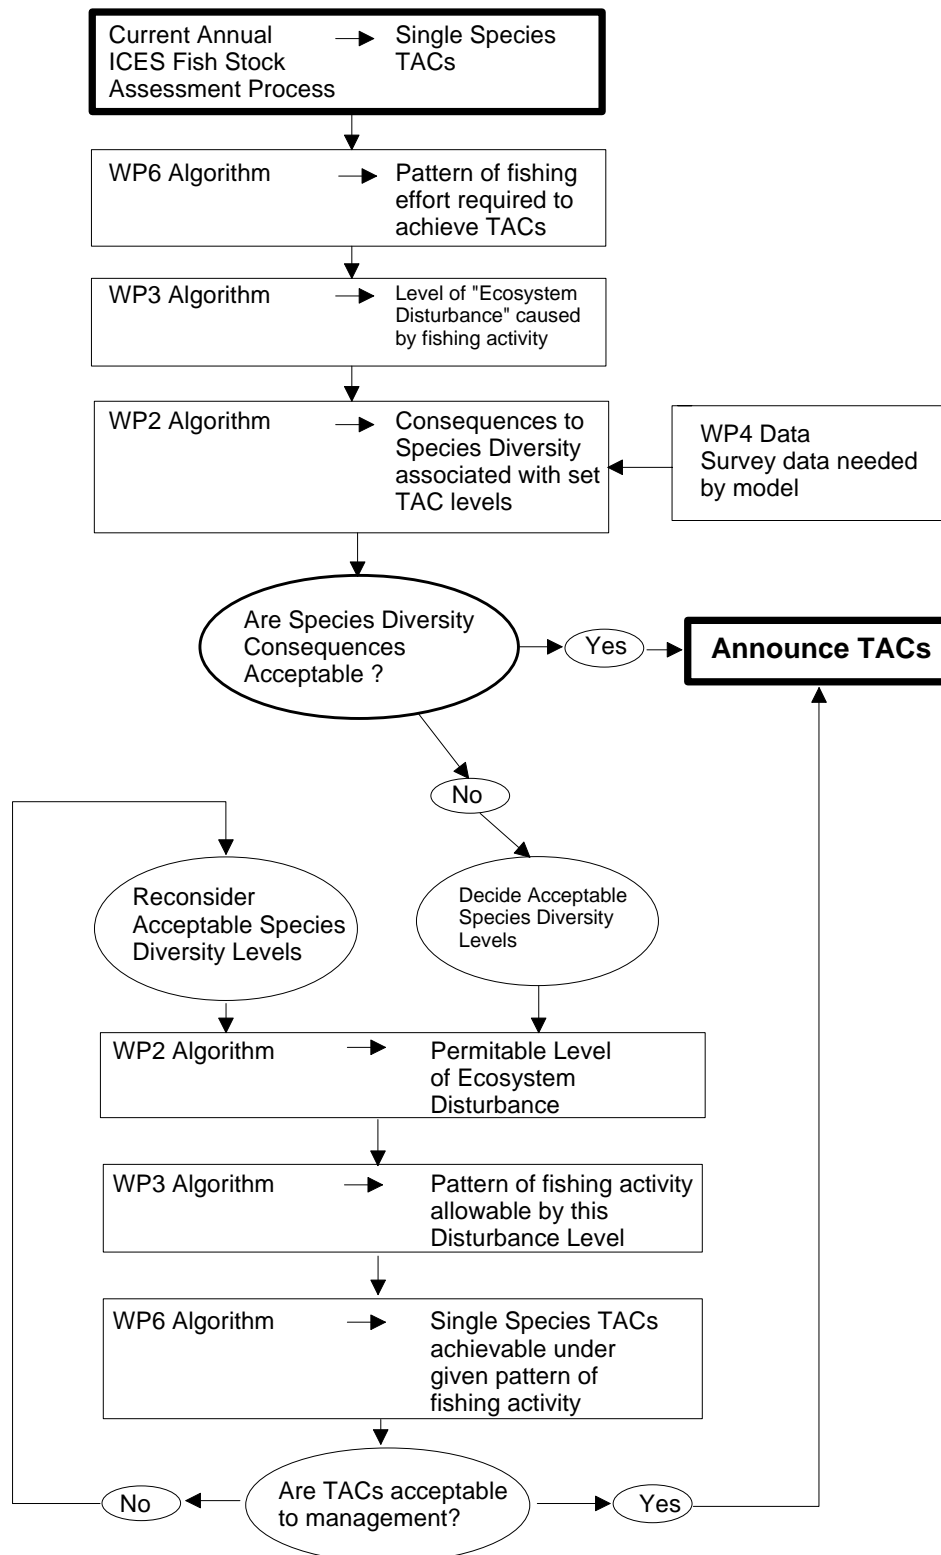 Current Annual
ICES Fish Stock
Assessment Process
Single Species
TACs
WP6 Algorithm
Pattern of fishing
effort required to
achieve TACs
WP3 Algorithm
Level of "Ecosystem
Disturbance" caused
by fishing activity
WP2 Algorithm
Consequences to
Species Diversity
associated with set
TAC levels
WP4 Data
Survey data needed
by model
Are Species Diversity
Consequences
Acceptable ?
Yes
Announce TACs
No
Reconsider
Acceptable Species
Diversity Levels
Decide Acceptable
Species Diversity
Levels
WP2 Algorithm
Permitable Level
of Ecosystem
Disturbance
WP3 Algorithm
Pattern of fishing activity
allowable by this
Disturbance Level
WP6 Algorithm
Single Species TACs
achievable under
given pattern of
fishing activity
Are TACs acceptable
to management?
No
Yes